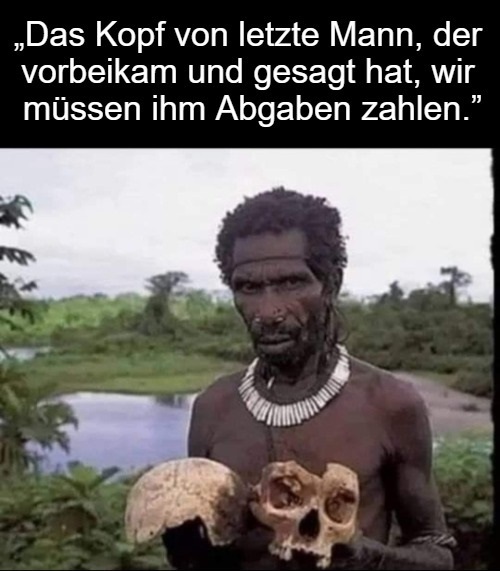 „Das Kopf von letzte Mann, der
vorbeikam und gesagt hat, wir
müssen ihm Abgaben zahlen.”